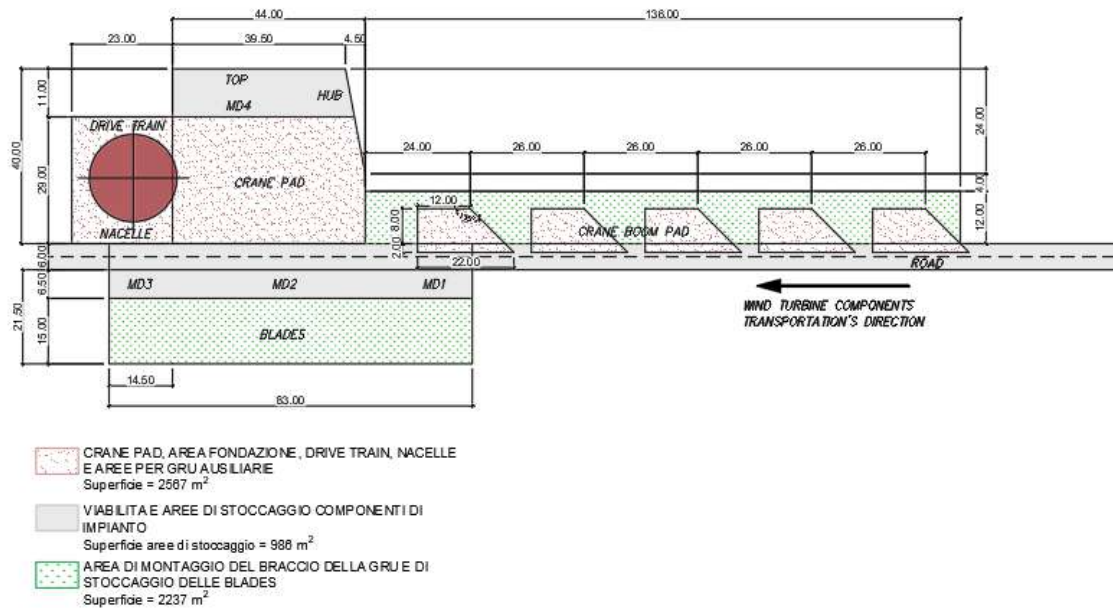 44.00
136.00
23.00
39.50
4.50
TOP
MD4
HUB
11.00
DRIVE TRAIN
40.00
29.00
CRANE PAD
NACELLE
24.00
26.00
26.00
26.00
26.00
24.00
4.00
12.00
12.00
8.00
2.00
CRANE BOOM PAD
22.00
ROAD
6.00
6.50
21.50
15.00
MD3
MD2
MD1
BLADES
WIND TURBINE COMPONENTS
TRANSPORTATION'S DIRECTION
14.50
83.00
CRANE PAD, AREA FONDAZIONE, DRIVE TRAIN, NACELLE
E AREE PER GRU AUSILIARIE
Superficie = 2567 m²
VIABILITA E AREE DI STOCCAGGIO COMPONENTI DI
IMPIANTO
Superficie aree di stoccaggio = 986 m²
AREA DI MONTAGGIO DEL BRACCIO DELLA GRU E DI
STOCCAGGIO DELLE BLADES
Superficie = 2237 m²